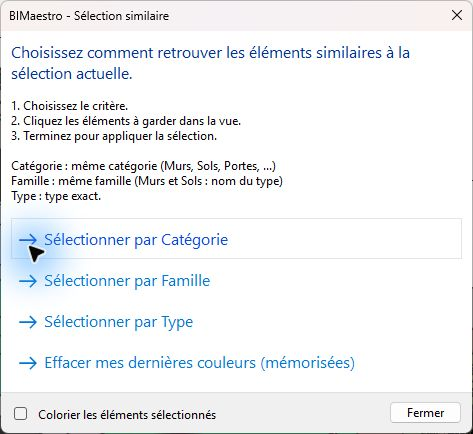 BIMaestro - Sélection similaire
Choisissez comment retrouver les éléments similaires à la
sélection actuelle.
1. Choisissez le critère.
2. Cliquez les éléments à garder dans la vue.
3. Terminez pour appliquer la sélection.
Catégorie : même catégorie (Murs, Sols, Portes, ...)
Famille : même famille (Murs et Sols : nom du type)
Type : type exact.
Sélectionner par Catégorie
Sélectionner par Famille
Sélectionner par Type
Effacer mes dernières couleurs (mémorisées)
Colorier les éléments sélectionnés
Fermer